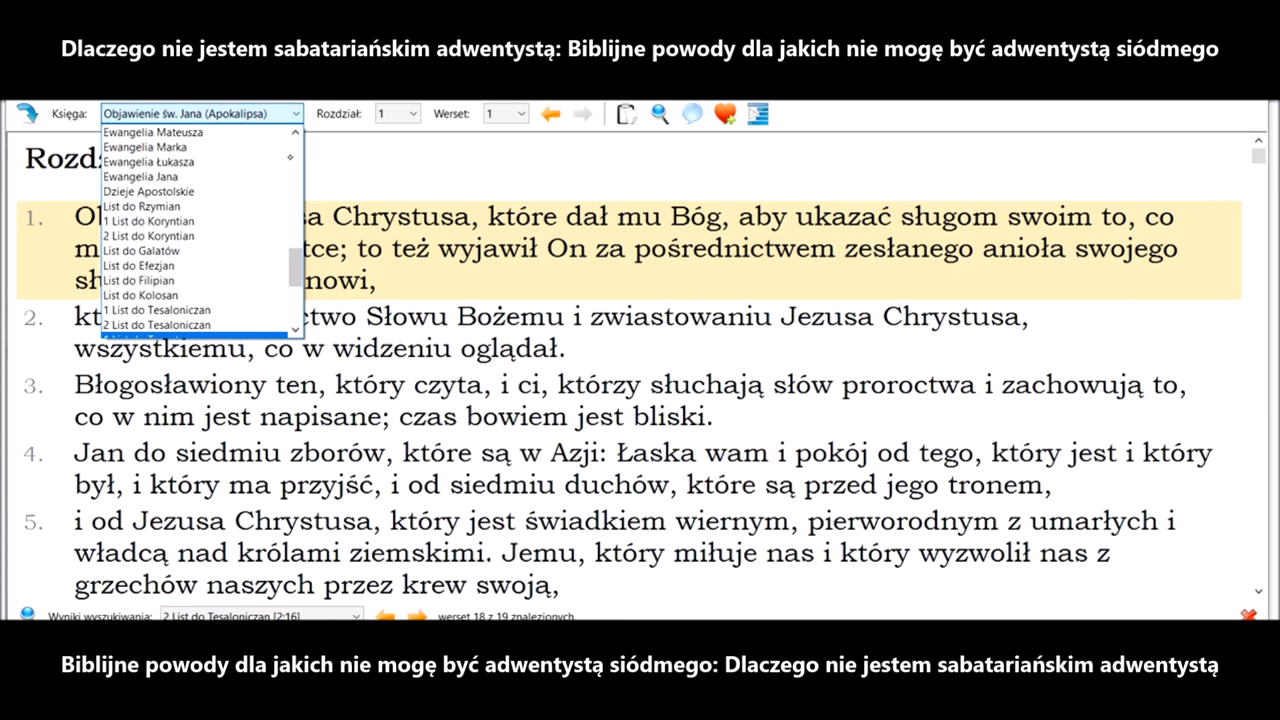 Dlaczego nie jestem sabatariańskim adwentystą: Biblijne powody dla jakich nie mogę być adwentystą siódmego
Księga: Objawienie św. Jana (Apokalipsa) Rozdział: 1 Werset: 1
Ewangelia Mateusza
Ewangelia Marka
Ewangelia Łukasza
Ewangelia Jana
Dzieje Apostolskie
List do Rzymian
1 List do Koryntian
2 List do Koryntian
List do Galatów
List do Efezjan
List do Filipian
List do Kolosan
1 List do Tesaloniczan
2 List do Tesaloniczan
Rozd
1. Ob sa Chrystusa, które dał mu Bóg, aby ukazać sługom swoim to, co
m tce; to też wyjawił On za pośrednictwem zesłanego anioła swojego
sł nowi,
2. kt ctwo Słowu Bożemu i zwiastowaniu Jezusa Chrystusa,
wszystkiemu, co w widzeniu oglądał.
3. Błogosławiony ten, który czyta, i ci, którzy słuchają słów proroctwa i zachowują to,
co w nim jest napisane; czas bowiem jest bliski.
4. Jan do siedmiu zborów, które są w Azji: Łaska wam i pokój od tego, który jest i który
był, i który ma przyjść, i od siedmiu duchów, które są przed jego tronem,
5. i od Jezusa Chrystusa, który jest świadkiem wiernym, pierworodnym z umarłych i
władcą nad królami ziemskimi. Jemu, który miłuje nas i który wyzwolił nas z
grzechów naszych przez krew swoją,
Wyniki wyszukiwania: 2 List do Tesaloniczan [2:16] werset 18 z 19 znalezionych
Biblijne powody dla jakich nie mogę być adwentystą siódmego: Dlaczego nie jestem sabatariańskim adwentystą